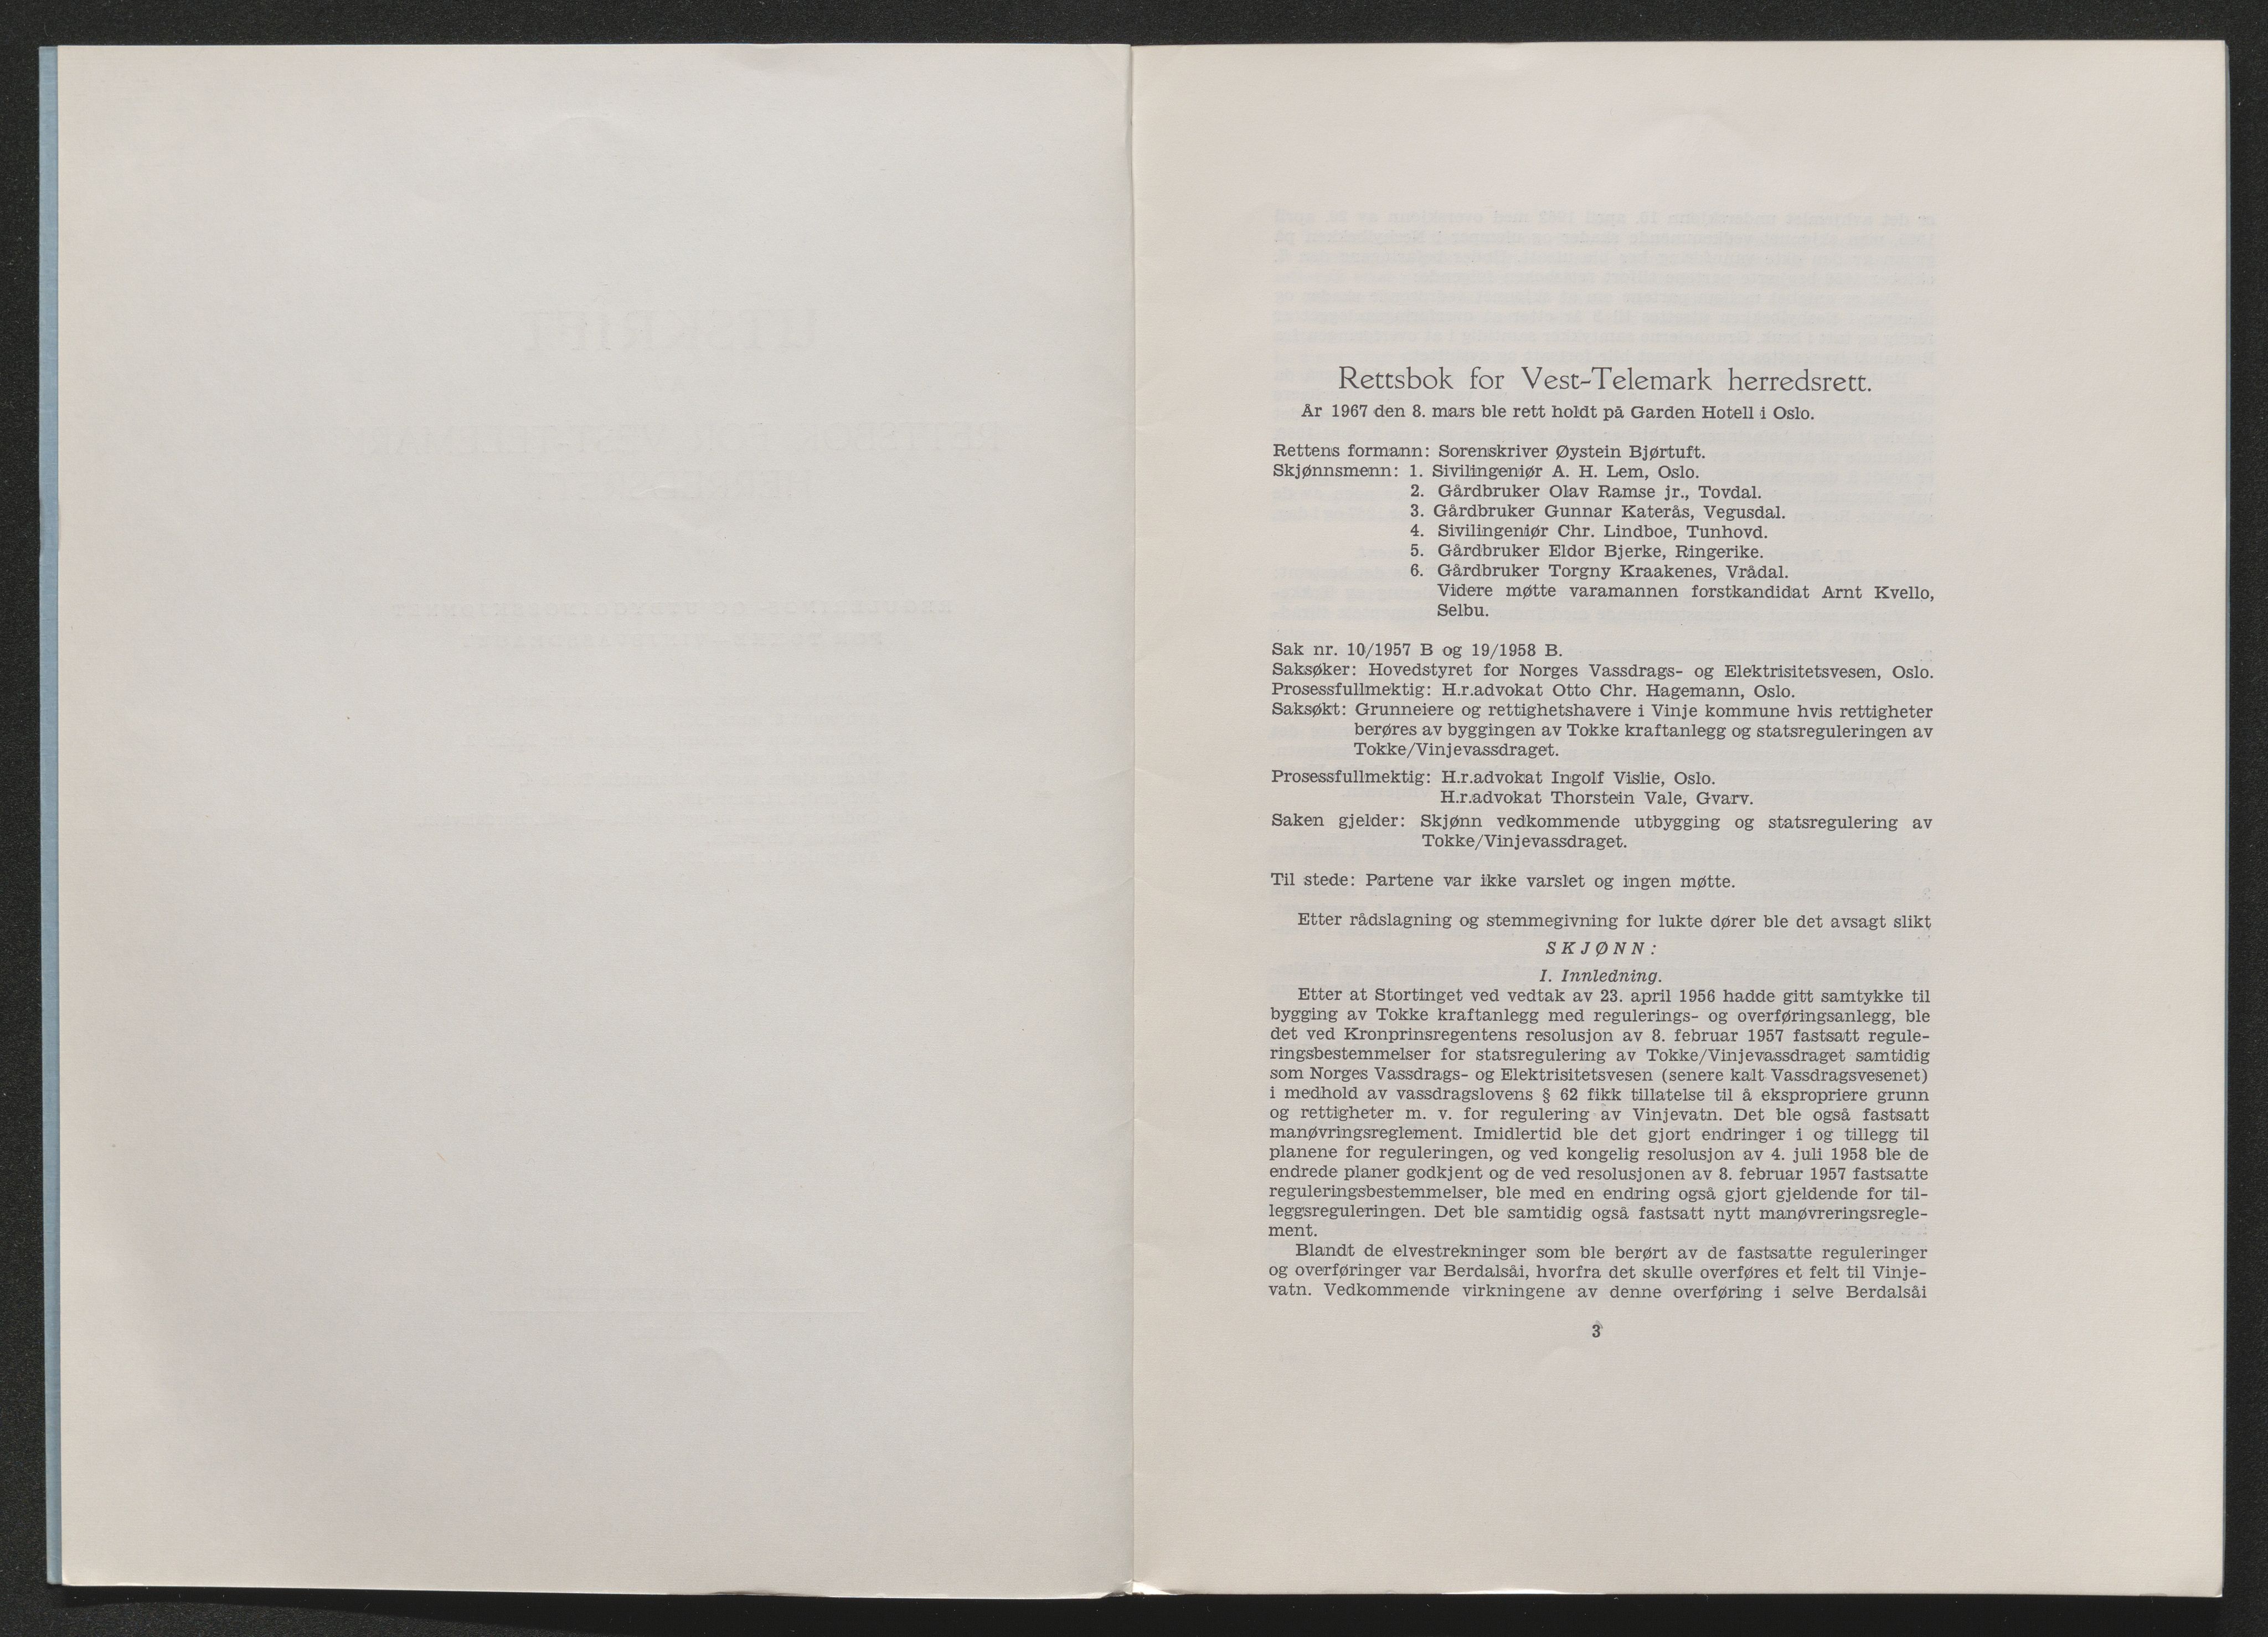 Rettsbok for Vest-Telemark herredsrett.
År 1967 den 8. mars ble rett holdt på Garden Hotell i Oslo.
Rettens formann: Sorenskriver Øystein Bjørtuft.
Skjønnsmenn: 1. Sivilingeniør A. H. Lem, Oslo.
2. Gårdbruker Olav Ramse jr., Tovdal.
3. Gårdbruker Gunnar Katerås, Vegusdal.
4. Sivilingeniør Chr. Lindboe, Tunhovd.
5. Gårdbruker Eldor Bjerke, Ringerike.
6. Gårdbruker Torgny Kraakenes, Vrådal.
Videre møtte varamannen forstkandidat Arnt Kvello,
Selbu.
Sak nr. 10/1957 B og 19/1958 B.
Saksøker: Hovedstyret for Norges Vassdrags- og Elektrisitetsvesen, Oslo.
Prosessfullmektig: H.r.advokat Otto Chr. Hagemann, Oslo.
Saksøkt: Grunneiere og rettighetshavere i Vinje kommune hvis rettigheter
berøres av byggingen av Tokke kraftanlegg og statsreguleringen av
Tokke/Vinjevassdraget.
Prosessfullmektig: H.r.advokat Ingolf Vislie, Oslo.
H.r.advokat Thorstein Vale, Gvarv.
Saken gjelder: Skjønn vedkommende utbygging og statsregulering av
Tokke/Vinjevassdraget.
Til stede: Partene var ikke varslet og ingen møtte.
Etter rådslagning og stemmegivning for lukte dører ble det avsagt slikt
SKJØNN:
I. Innledning.
Etter at Stortinget ved vedtak av 23. april 1956 hadde gitt samtykke til
bygging av Tokke kraftanlegg med regulerings- og overføringsanlegg, ble
det ved Kronprinsregentens resolusjon av 8. februar 1957 fastsatt regule-
ringsbestemmelser for statsregulering av Tokke/Vinjevassdraget samtidig
som Norges Vassdrags- og Elektrisitetsvesen (senere kalt Vassdragsvesenet)
i medhold av vassdragslovens § 62 fikk tillatelse til å ekspropriere grunn
og rettigheter m. v. for regulering av Vinjevatn. Det ble også fastsatt
manøvringsreglement. Imidlertid ble det gjort endringer i og tillegg til
planene for reguleringen, og ved kongelig resolusjon av 4. juli 1958 ble de
endrede planer godkjent og de ved resolusjonen av 8. februar 1957 fastsatte
reguleringsbestemmelser, ble med en endring også gjort gjeldende for til-
leggsreguleringen. Det ble samtidig også fastsatt nytt manøvreringsregle-
ment.
Blandt de elvestrekninger som ble berørt av de fastsatte reguleringer
og overføringer var Berdalsåi, hvorfra det skulle overføres et felt til Vinje-
vatn. Vedkommende virkningene av denne overføring i selve Berdalsåi
3